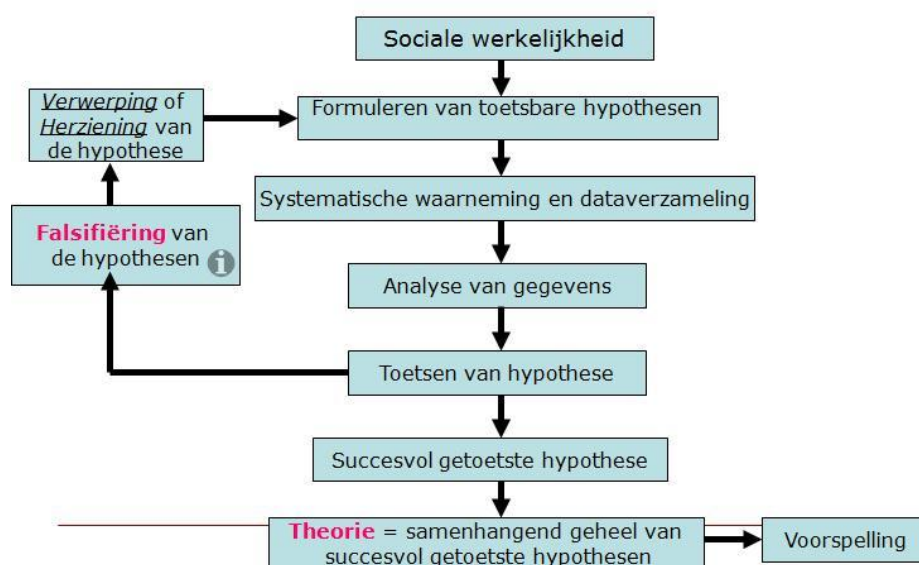 Sociale werkelijkheid
Verwerping of
Herziening van
de hypothese
Formuleren van toetsbare hypothesen
Systematische waarneming en dataverzameling
Falsifiëring van
de hypothesen
Analyse van gegevens
Toetsen van hypothese
Succesvol getoetste hypothese
Theorie = samenhangend geheel van
succesvol getoetste hypothesen
Voorspelling